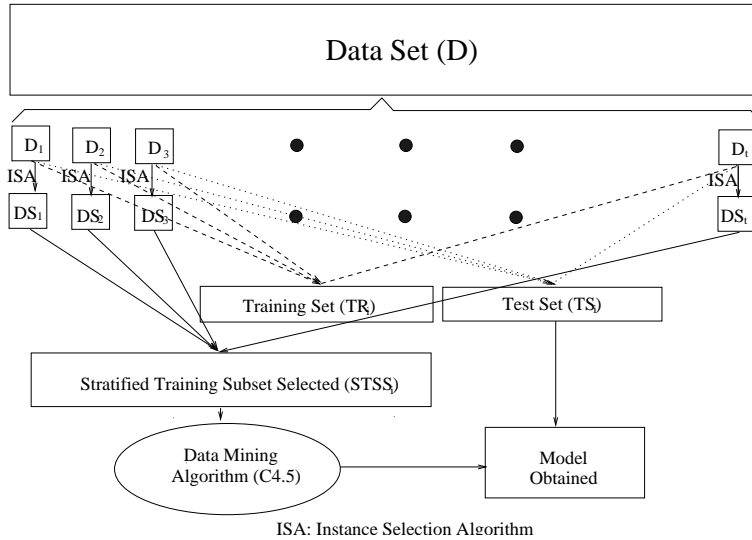 Data Set (D)
D1 D2 D3 Dt
ISA ISA ISA ISA
DS1 DS2 DS3 DSt
Training Set (TRi) Test Set (TSi)
Stratified Training Subset Selected (STSSi)
Data Mining
Algorithm (C4.5)
Model
Obtained
ISA: Instance Selection Algorithm